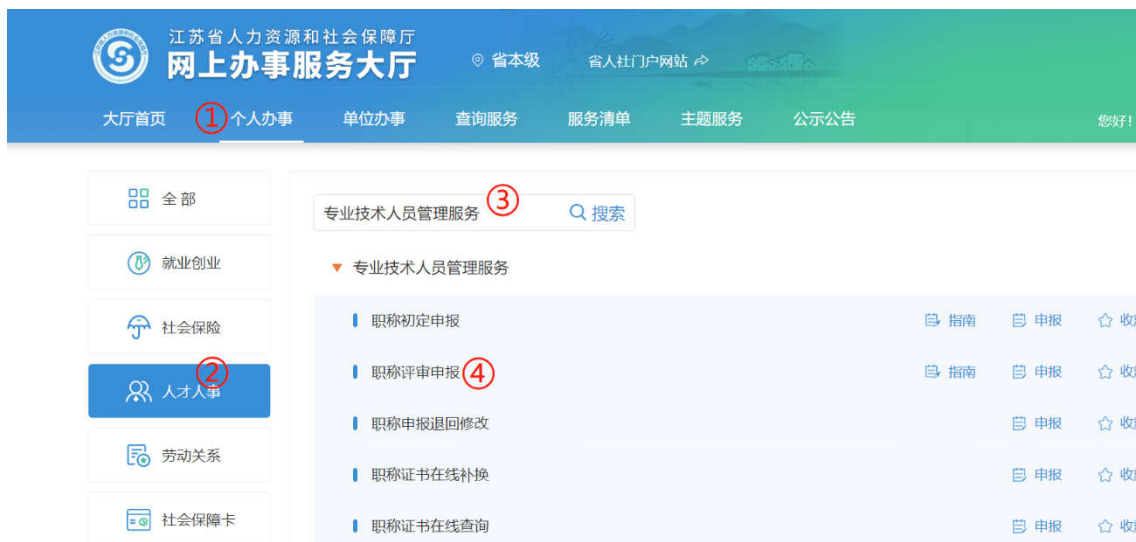 江苏省人力资源和社会保障厅
网上办事服务大厅
省本级
省人社门户网站
大厅首页 ① 个人办事 单位办事 查询服务 服务清单 主题服务 公示公告 您好!
全部
就业创业
社会保险
② 人才人事
劳动关系
社会保障卡
专业技术人员管理服务 ③ 搜索
专业技术人员管理服务
职称初定申报 指南 申报 收
职称评审申报 ④ 指南 申报 收
职称申报退回修改 申报 收
职称证书在线补换 申报 收
职称证书在线查询 申报 收